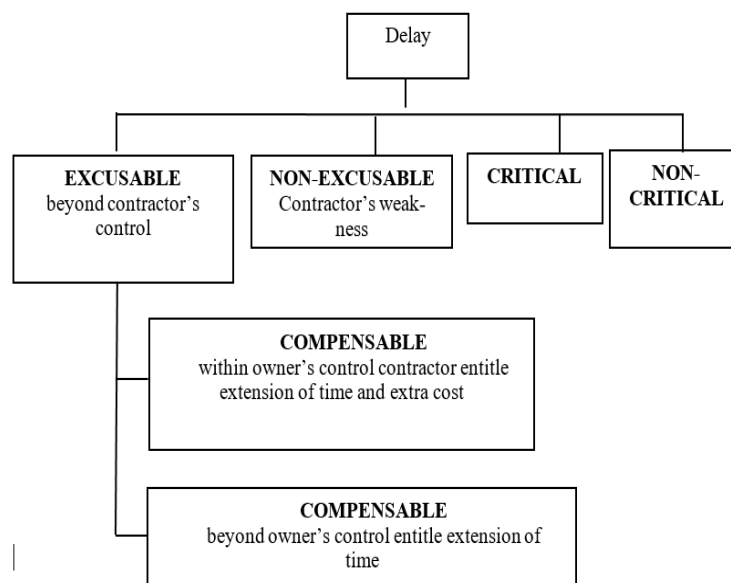 Delay
EXCUSABLE
beyond contractor’s
control
NON-EXCUSABLE
Contractor’s weak-
ness
CRITICAL
NON-
CRITICAL
COMPENSABLE
within owner’s control contractor entitle
extension of time and extra cost
COMPENSABLE
beyond owner’s control entitle extension of
time